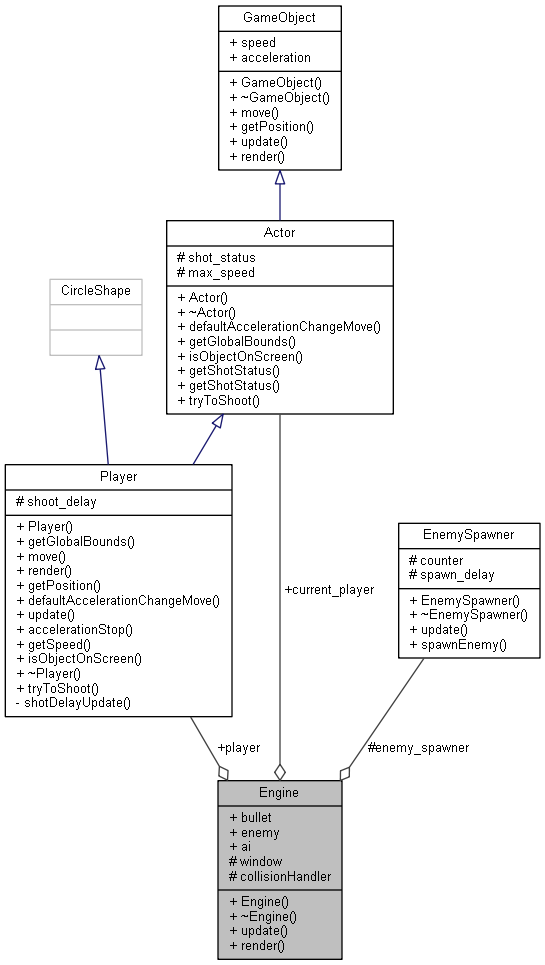 GameObject
+ speed
+ acceleration
+ GameObject()
+ ~GameObject()
+ move()
+ getPosition()
+ update()
+ render()
Actor
# shot_status
# max_speed
+ Actor()
+ ~Actor()
+ defaultAccelerationChangeMove()
+ getGlobalBounds()
+ isObjectOnScreen()
+ getShotStatus()
+ getShotStatus()
+ tryToShoot()
CircleShape
Player
# shoot_delay
+ Player()
+ getGlobalBounds()
+ move()
+ render()
+ getPosition()
+ defaultAccelerationChangeMove()
+ update()
+ accelerationStop()
+ getSpeed()
+ isObjectOnScreen()
+ ~Player()
+ tryToShoot()
- shotDelayUpdate()
EnemySpawner
# counter
# spawn_delay
+ EnemySpawner()
+ ~EnemySpawner()
+ update()
+ spawnEnemy()
+current_player
+player
#enemy_spawner
Engine
+ bullet
+ enemy
+ ai
# window
# collisionHandler
+ Engine()
+ ~Engine()
+ update()
+ render()